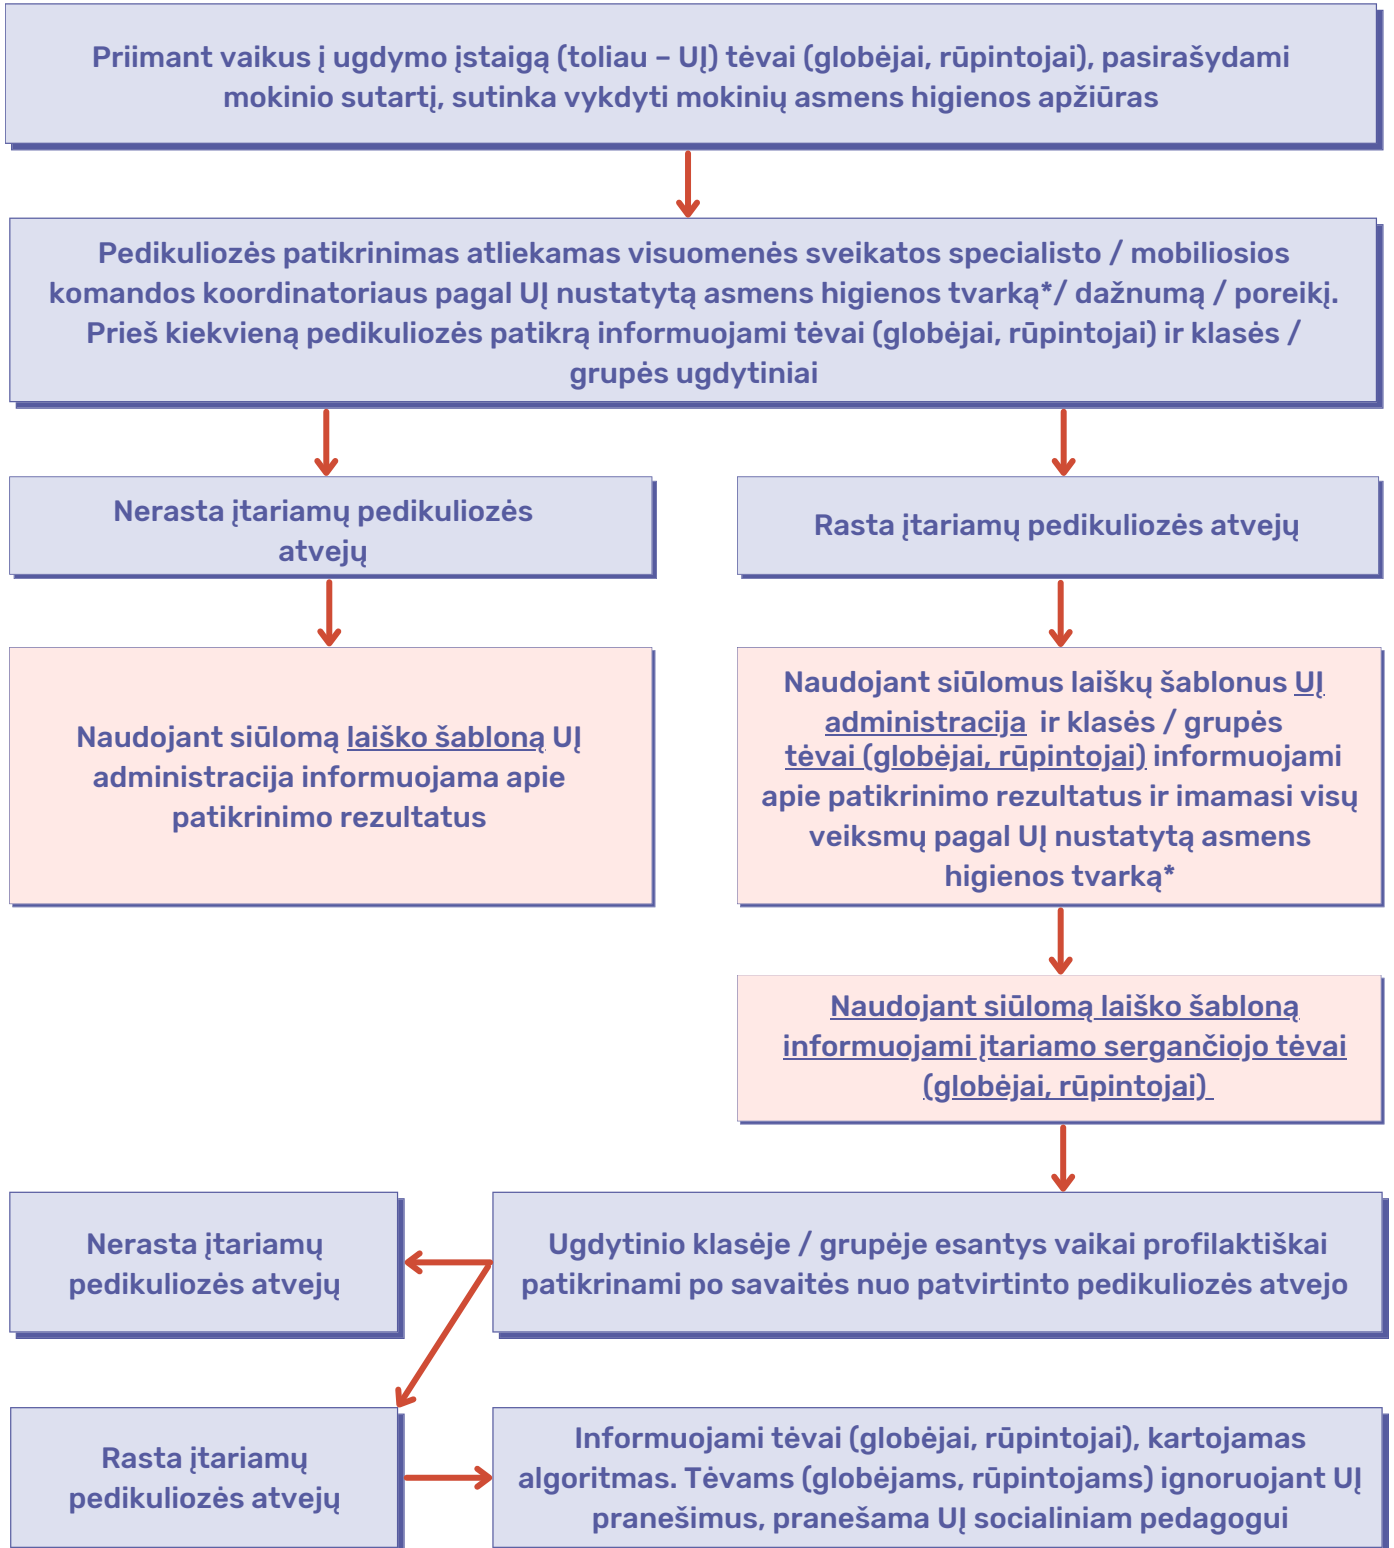 Priimant vaikus į ugdymo įstaigą (toliau – UĮ) tėvai (globėjai, rūpintojai), pasirašydami
mokinio sutartį, sutinka vykdyti mokinių asmens higienos apžiūras
Pedikuliozės patikrinimas atliekamas visuomenės sveikatos specialisto / mobiliosios
komandos koordinatoriaus pagal UĮ nustatytą asmens higienos tvarką*/ dažnumą / poreikį.
Prieš kiekvieną pedikuliozės patikrą informuojami tėvai (globėjai, rūpintojai) ir klasės /
grupės ugdytiniai
Nerasta įtariamų pedikuliozės
atvejų
Rasta įtariamų pedikuliozės atvejų
Naudojant siūlomą laiško šabloną UĮ
administracija informuojama apie
patikrinimo rezultatus
Naudojant siūlomus laiškų šablonus UĮ
administracija ir klasės / grupės
tėvai (globėjai, rūpintojai) informuojami
apie patikrinimo rezultatus ir imamasi visų
veiksmų pagal UĮ nustatytą asmens
higienos tvarką*
Naudojant siūlomą laiško šabloną
informuojami įtariamo sergančiojo tėvai
(globėjai, rūpintojai)
Nerasta įtariamų
pedikuliozės atvejų
Ugdytinio klasėje / grupėje esantys vaikai profilaktiškai
patikrinami po savaitės nuo patvirtinto pedikuliozės atvejo
Rasta įtariamų
pedikuliozės atvejų
Informuojami tėvai (globėjai, rūpintojai), kartojamas
algoritmas. Tėvams (globėjams, rūpintojams) ignoruojant UĮ
pranešimus, pranešama UĮ socialiniam pedagogui